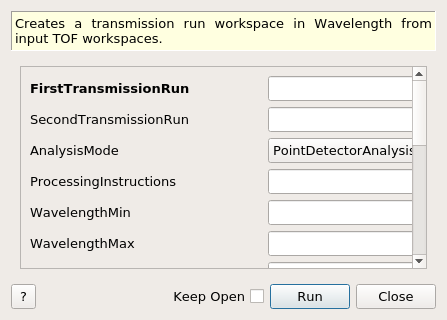 Creates a transmission run workspace in Wavelength from
input TOF workspaces.
FirstTransmissionRun
SecondTransmissionRun
AnalysisMode PointDetectorAnalysis
ProcessingInstructions
WavelengthMin
WavelengthMax
? Keep Open Run Close